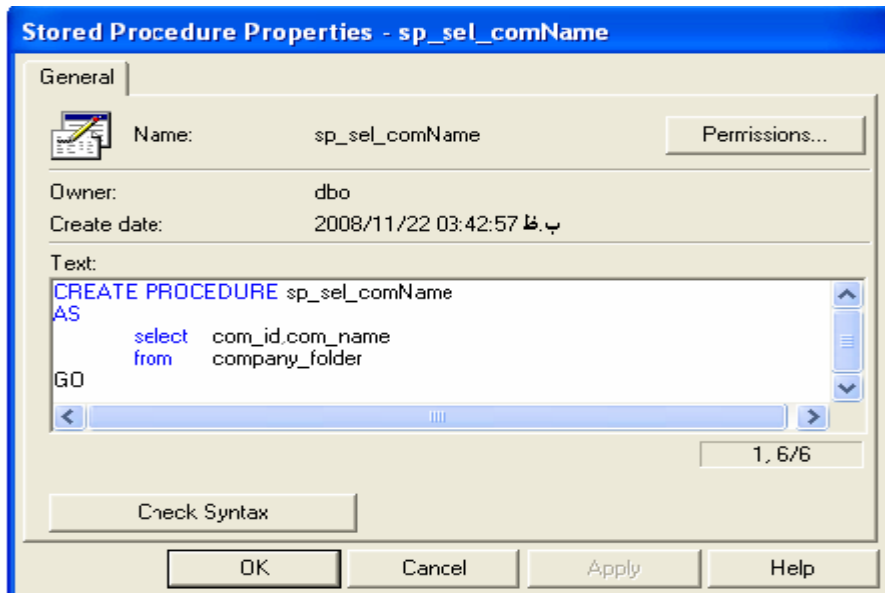 Stored Procedure Properties - sp_sel_comName
General
Name: sp_sel_comName Permissions...
Owner: dbo
Create date: 2008/11/22 03:42:57 ب.ظ
Text:
CREATE PROCEDURE sp_sel_comName
AS
select com_id,com_name
from company_folder
GO
1, 6/6
Check Syntax
OK Cancel Apply Help